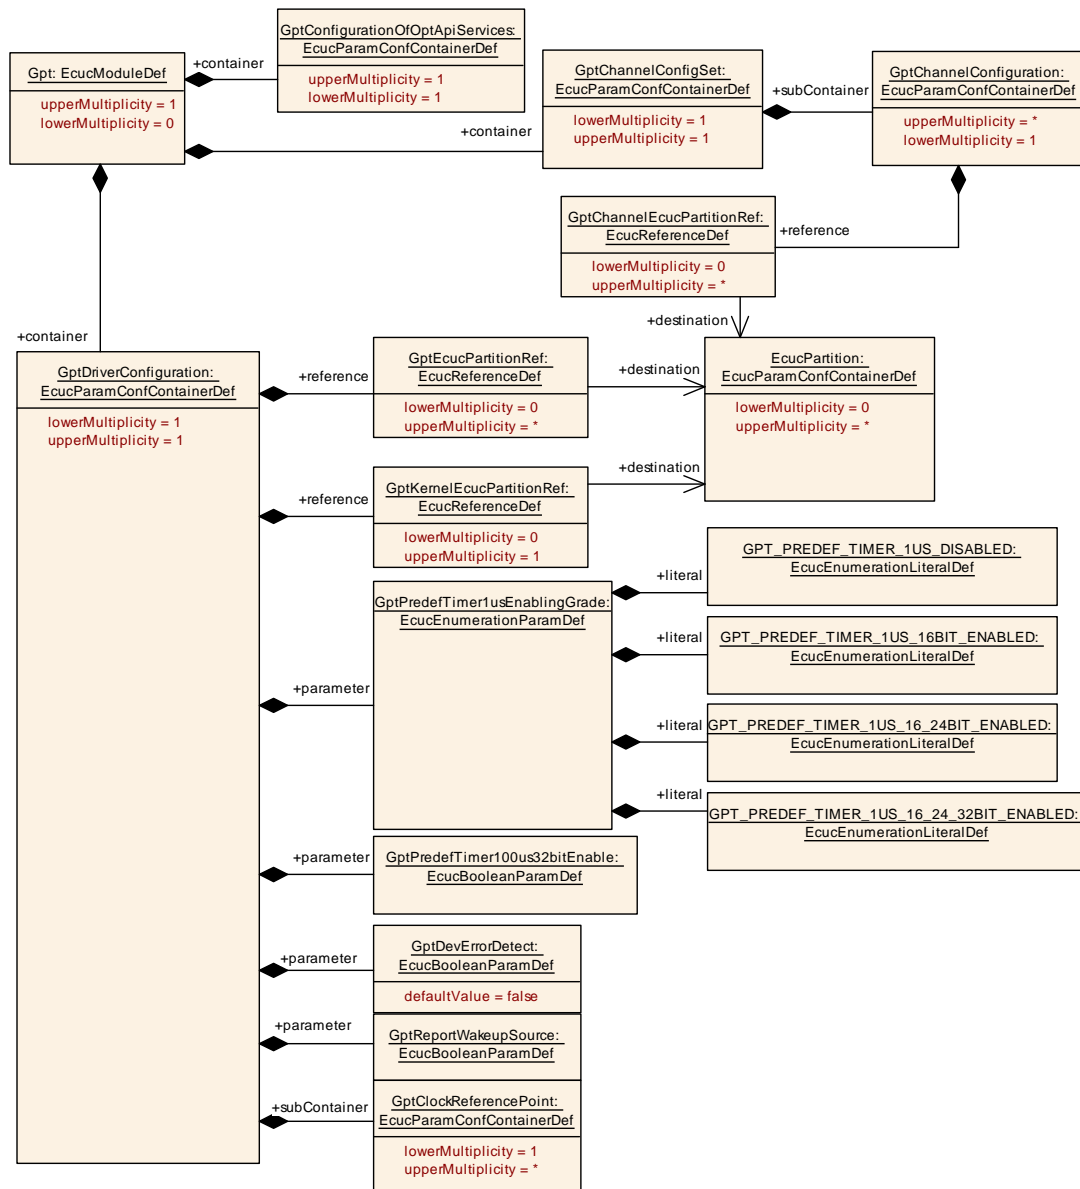 GptConfigurationOfOptApiServices:
EcucParamConfContainerDef
upperMultiplicity = 1
lowerMultiplicity = 1
Gpt: EcucModuleDef
upperMultiplicity = 1
lowerMultiplicity = 0
+container
GptChannelConfigSet:
EcucParamConfContainerDef
lowerMultiplicity = 1
upperMultiplicity = 1
+container
+subContainer
GptChannelConfiguration:
EcucParamConfContainerDef
upperMultiplicity = *
lowerMultiplicity = 1
GptChannelEcucPartitionRef:
EcucReferenceDef
lowerMultiplicity = 0
upperMultiplicity = *
+reference
+destination
+container
GptDriverConfiguration:
EcucParamConfContainerDef
lowerMultiplicity = 1
upperMultiplicity = 1
+reference
GptEcucPartitionRef:
EcucReferenceDef
lowerMultiplicity = 0
upperMultiplicity = *
+destination
EcucPartition:
EcucParamConfContainerDef
lowerMultiplicity = 0
upperMultiplicity = *
+reference
GptKernelEcucPartitionRef:
EcucReferenceDef
lowerMultiplicity = 0
upperMultiplicity = 1
+destination
+parameter
GptPredefTimer1usEnablingGrade:
EcucEnumerationParamDef
+literal
GPT_PREDEF_TIMER_1US_DISABLED:
EcucEnumerationLiteralDef
+literal
GPT_PREDEF_TIMER_1US_16BIT_ENABLED:
EcucEnumerationLiteralDef
+literal
GPT_PREDEF_TIMER_1US_16_24BIT_ENABLED:
EcucEnumerationLiteralDef
+literal
GPT_PREDEF_TIMER_1US_16_24_32BIT_ENABLED:
EcucEnumerationLiteralDef
+parameter
GptPredefTimer100us32bitEnable:
EcucBooleanParamDef
+parameter
GptDevErrorDetect:
EcucBooleanParamDef
defaultValue = false
+parameter
GptReportWakeupSource:
EcucBooleanParamDef
+subContainer
GptClockReferencePoint:
EcucParamConfContainerDef
lowerMultiplicity = 1
upperMultiplicity = *